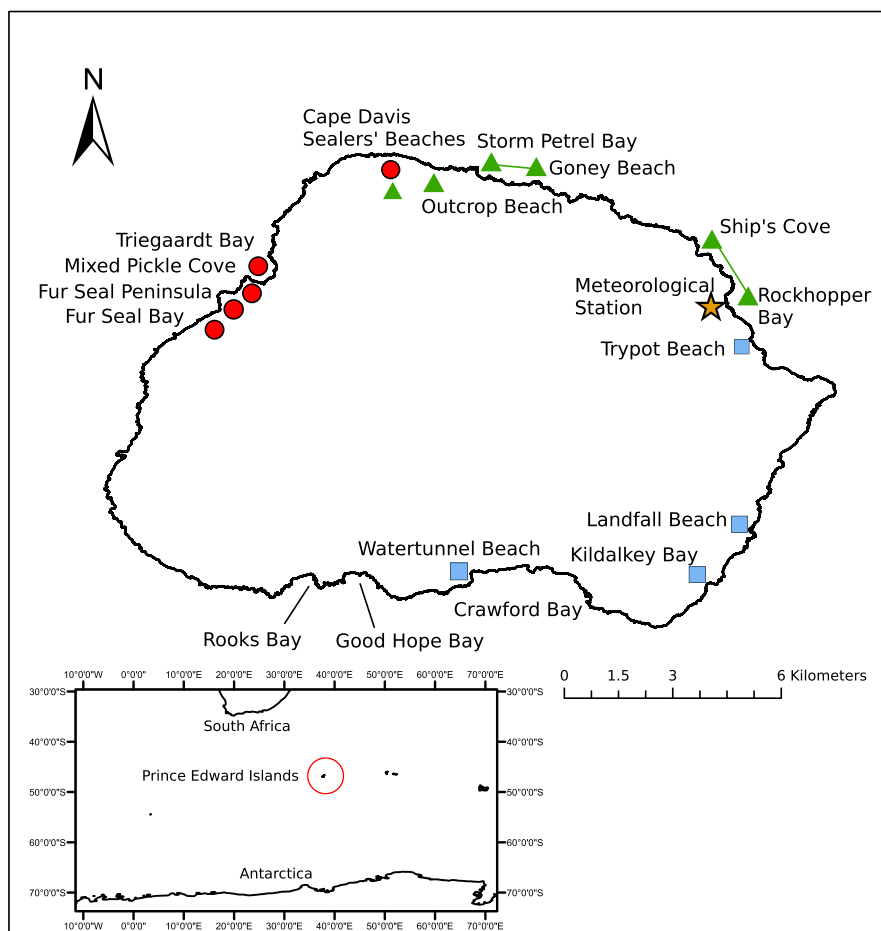 N
Cape Davis
Sealers' Beaches
Storm Petrel Bay
Goney Beach
Outcrop Beach
Ship's Cove
Triegaardt Bay
Mixed Pickle Cove
Fur Seal Peninsula
Fur Seal Bay
Meteorological
Station
Rockhopper
Bay
Trypot Beach
Landfall Beach
Watertunnel Beach
Kildalkey Bay
Crawford Bay
Rooks Bay
Good Hope Bay
0 1.5 3 6 Kilometers
10°0'0"W 0°0'0" 10°0'0"E 20°0'0"E 30°0'0"E 40°0'0"E 50°0'0"E 60°0'0"E 70°0'0"E
30°0'0"S 30°0'0"S
South Africa
40°0'0"S 40°0'0"S
Prince Edward Islands
50°0'0"S 50°0'0"S
60°0'0"S 60°0'0"S
Antarctica
70°0'0"S 70°0'0"S
10°0'0"W 0°0'0" 10°0'0"E 20°0'0"E 30°0'0"E 40°0'0"E 50°0'0"E 60°0'0"E 70°0'0"E